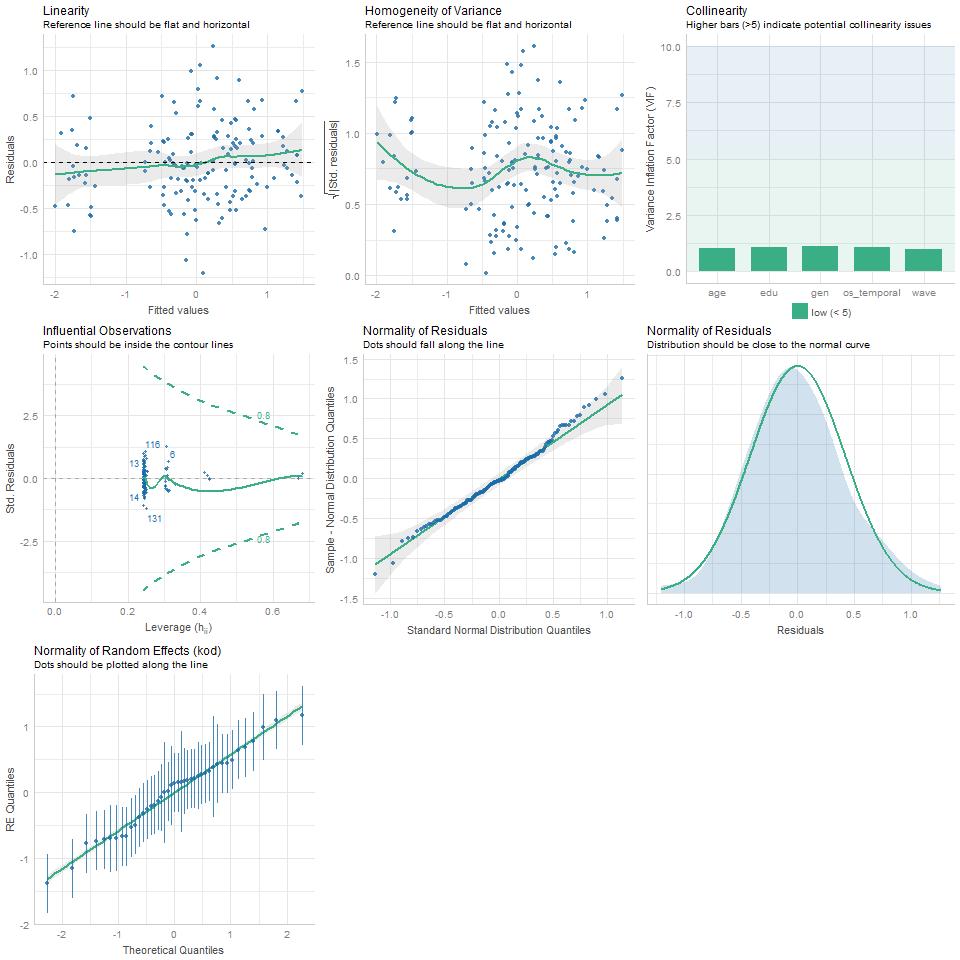 Linearity
Reference line should be flat and horizontal
Residuals
1.0
0.5
0.0
-0.5
-1.0
-2
-1
0
1
Fitted values
Homogeneity of Variance
Reference line should be flat and horizontal
√|Std. residuals|
1.5
1.0
0.5
0.0
-2
-1
0
1
Fitted values
Collinearity
Higher bars (>5) indicate potential collinearity issues
Variance Inflation Factor (VIF)
10.0
7.5
5.0
2.5
0.0
age
edu
gen
os_temporal
wave
low (< 5)
Influential Observations
Points should be inside the contour lines
Std. Residuals
2.5
0.0
-2.5
0.8
116
6
13
14
131
0.8
0.0
0.2
0.4
0.6
Leverage (hii)
Normality of Residuals
Dots should fall along the line
Sample - Normal Distribution Quantiles
1.5
1.0
0.5
0.0
-0.5
-1.0
-1.5
-1.0
-0.5
0.0
0.5
1.0
Standard Normal Distribution Quantiles
Normality of Residuals
Distribution should be close to the normal curve
-1.0
-0.5
0.0
0.5
1.0
Residuals
Normality of Random Effects (kod)
Dots should be plotted along the line
RE Quantiles
1
0
-1
-2
-2
-1
0
1
2
Theoretical Quantiles